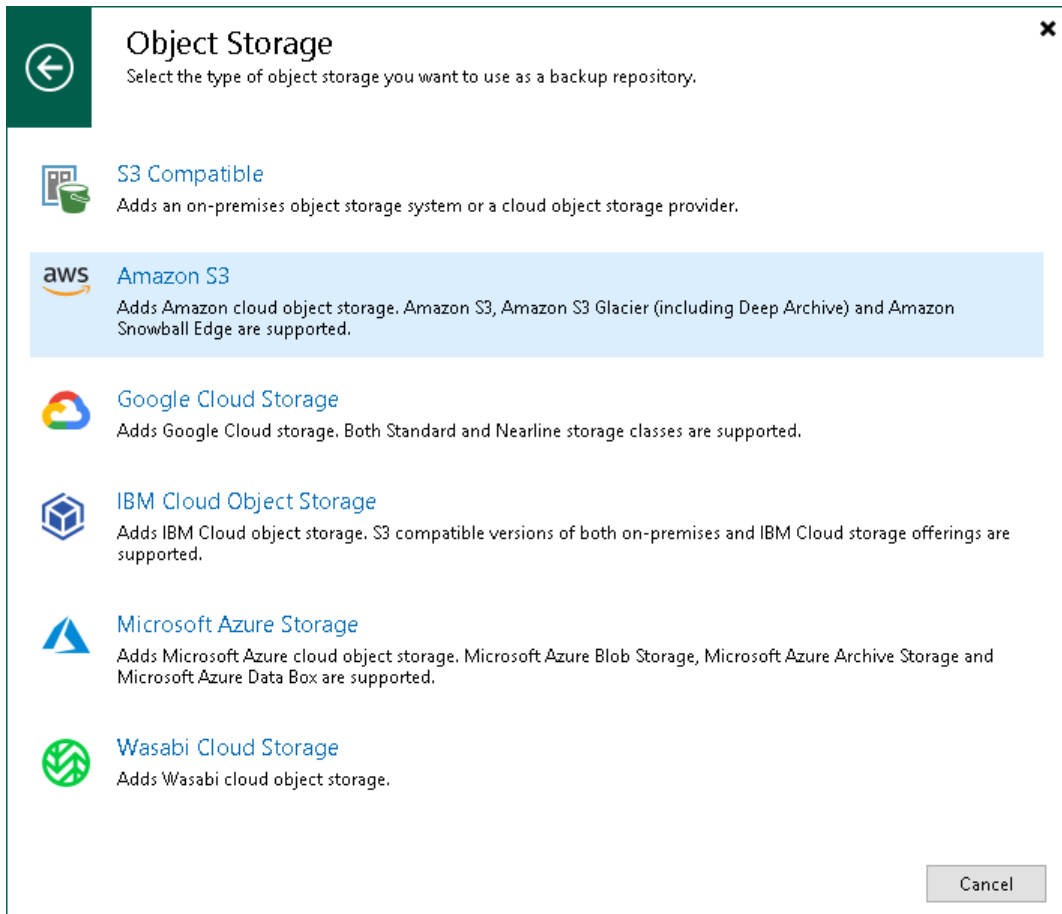 Object Storage
Select the type of object storage you want to use as a backup repository.
S3 Compatible
Adds an on-premises object storage system or a cloud object storage provider.
aws
Amazon S3
Adds Amazon cloud object storage. Amazon S3, Amazon S3 Glacier (including Deep Archive) and Amazon
Snowball Edge are supported.
Google Cloud Storage
Adds Google Cloud storage. Both Standard and Nearline storage classes are supported.
IBM Cloud Object Storage
Adds IBM Cloud object storage. S3 compatible versions of both on-premises and IBM Cloud storage offerings are
supported.
Microsoft Azure Storage
Adds Microsoft Azure cloud object storage. Microsoft Azure Blob Storage, Microsoft Azure Archive Storage and
Microsoft Azure Data Box are supported.
Wasabi Cloud Storage
Adds Wasabi cloud object storage.
Cancel